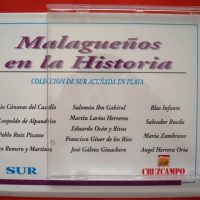 Malagueños
en la Historia
COLECCION DE SUR ACUÑADA EN PLATA
Cánovas del Castillo
Leopoldo de Alpandeire
Pablo Ruiz Picasso
Romero y Martínez
Salomón Ibn Gabirol
Martín Larios Herreros
Eduardo Ocón y Rivas
Francisco Giner de los Ríos
José Gálvez Ginachero
Blas Infante
Salvador Rueda
María Zambrano
Angel Herrera Oria
SUR
CRUZCAMPO